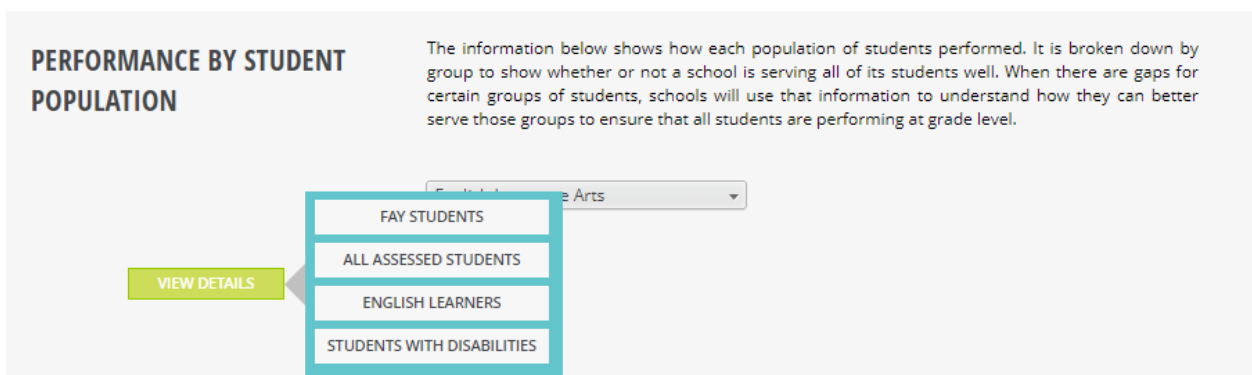 PERFORMANCE BY STUDENT
POPULATION
The information below shows how each population of students performed. It is broken down by
group to show whether or not a school is serving all of its students well. When there are gaps for
certain groups of students, schools will use that information to understand how they can better
serve those groups to ensure that all students are performing at grade level.
Arts
FAY STUDENTS
ALL ASSESSED STUDENTS
VIEW DETAILS
ENGLISH LEARNERS
STUDENTS WITH DISABILITIES